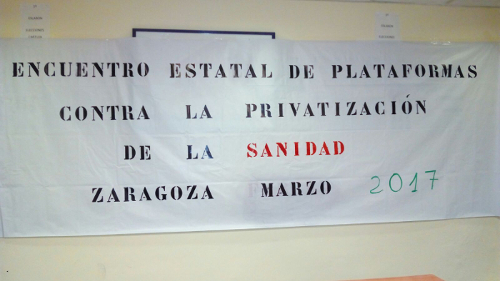 ENCUENTRO ESTATAL DE PLATAFORMAS
CONTRA LA PRIVATIZACIÓN
DE LA SANIDAD
ZARAGOZA MARZO 2017